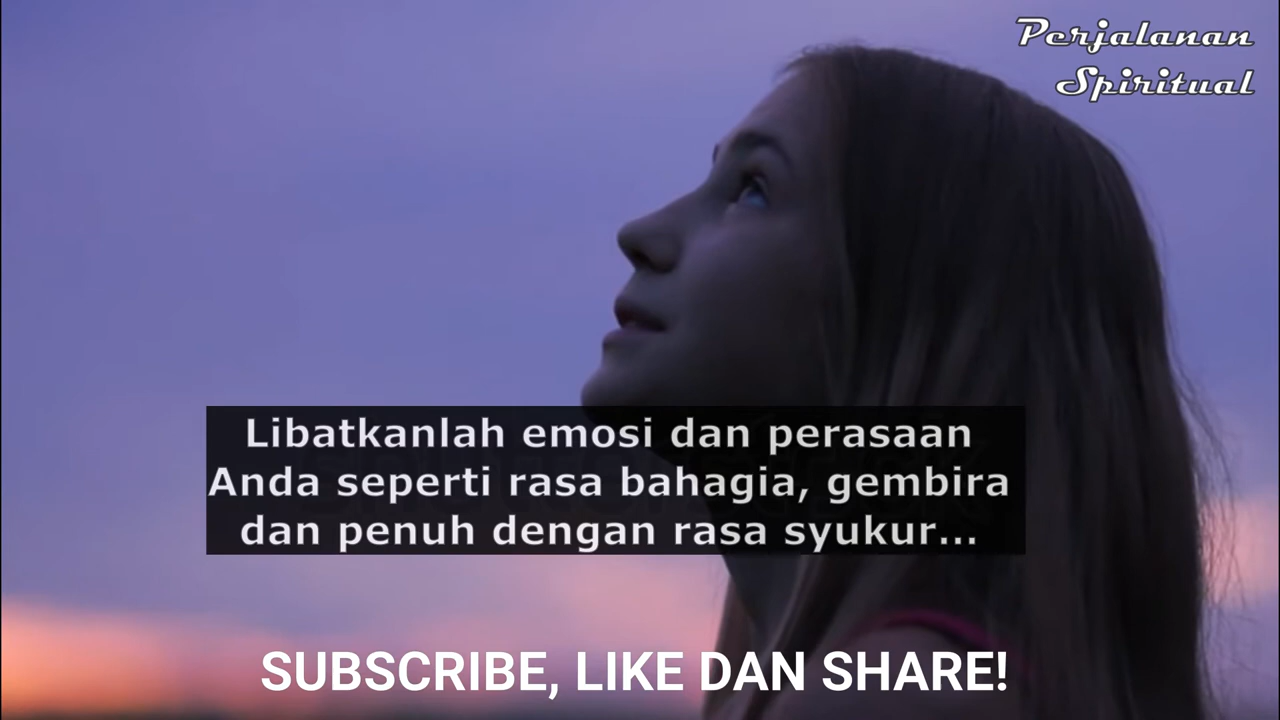 Perjalanan
Spiritual
Libatkanlah emosi dan perasaan
Anda seperti rasa bahagia, gembira
dan penuh dengan rasa syukur...
SUBSCRIBE, LIKE DAN SHARE!